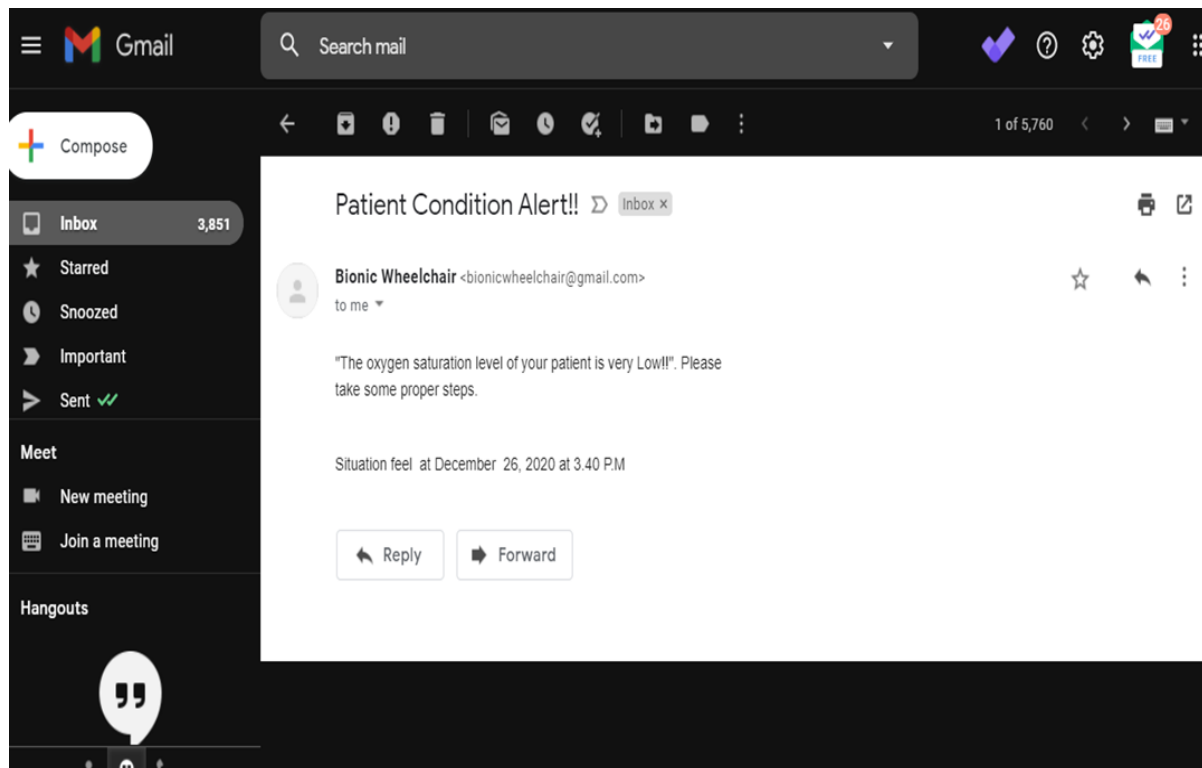 Gmail
Search mail
26
FREE
Compose
1 of 5,760
Inbox 3,851
Starred
Snoozed
Important
Sent
Meet
New meeting
Join a meeting
Hangouts
Patient Condition Alert!! Inbox ×
Bionic Wheelchair <bionicwheelchair@gmail.com>
to me
"The oxygen saturation level of your patient is very Low!!". Please
take some proper steps.
Situation feel at December 26, 2020 at 3.40 P.M
Reply Forward